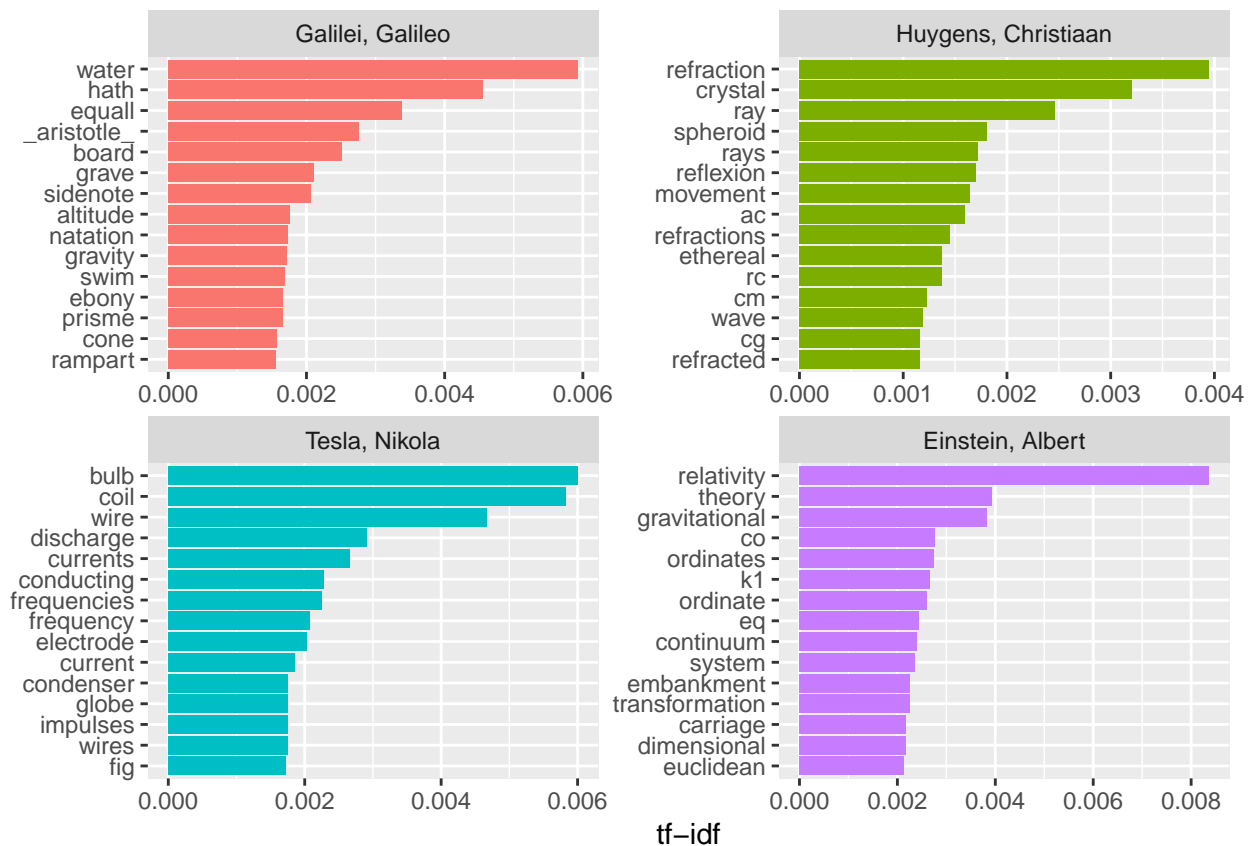 Galilei, Galileo
water
hath
equall
_aristotle_
board
grave
sidenote
altitude
natation
gravity
swim
ebony
prisme
cone
rampart
0.000 0.002 0.004 0.006
Huygens, Christiaan
refraction
crystal
ray
spheroid
rays
reflexion
movement
ac
refractions
ethereal
rc
cm
wave
cg
refracted
0.000 0.001 0.002 0.003 0.004
Tesla, Nikola
bulb
coil
wire
discharge
currents
conducting
frequencies
frequency
electrode
current
condenser
globe
impulses
wires
fig
0.000 0.002 0.004 0.006
Einstein, Albert
relativity
theory
gravitational
co
ordinates
k1
ordinate
eq
continuum
system
embankment
transformation
carriage
dimensional
euclidean
0.000 0.002 0.004 0.006 0.008
tf−idf